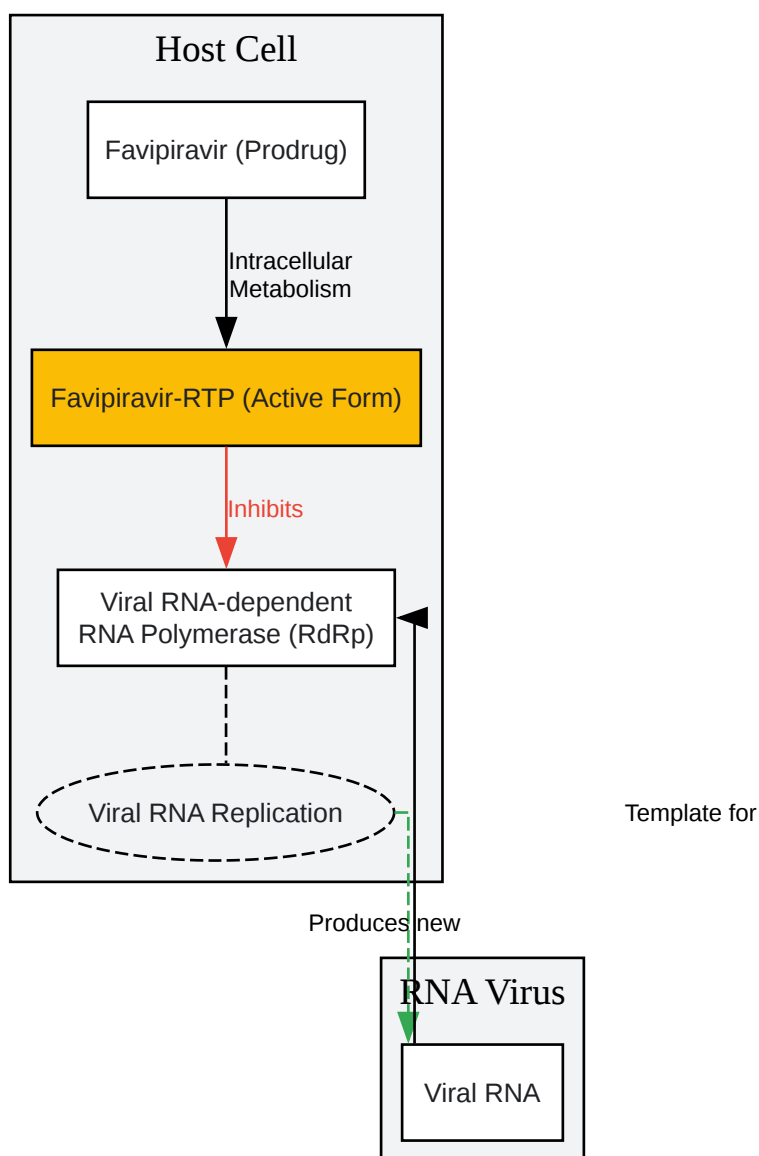 Host Cell
Favipiravir (Prodrug)
Intracellular
Metabolism
Favipiravir-RTP (Active Form)
Inhibits
Viral RNA-dependent
RNA Polymerase (RdRp)
Viral RNA Replication
Template for
Produces new
RNA Virus
Viral RNA